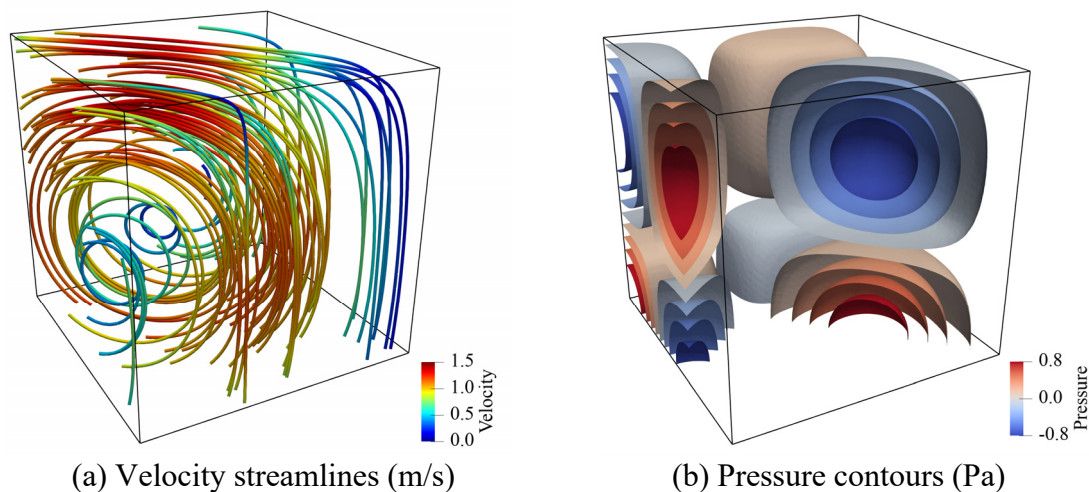 1.5
1.0
0.5
0.0
Velocity
0.8
0.0
-0.8
Pressure
(a) Velocity streamlines (m/s)
(b) Pressure contours (Pa)